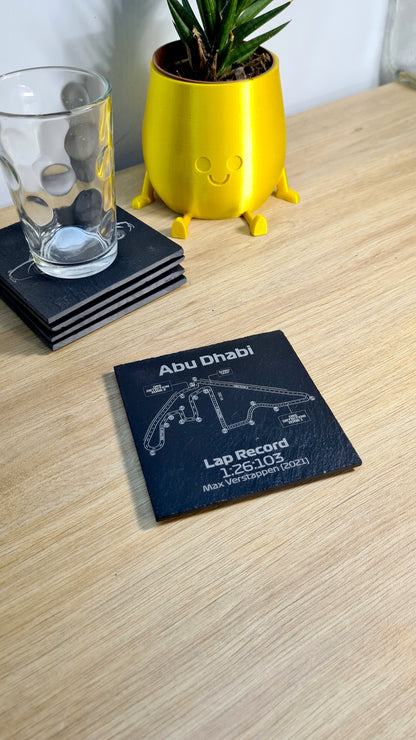 Abu Dhabi
Lap Record
1:26:103
Max Verstappen (2021)